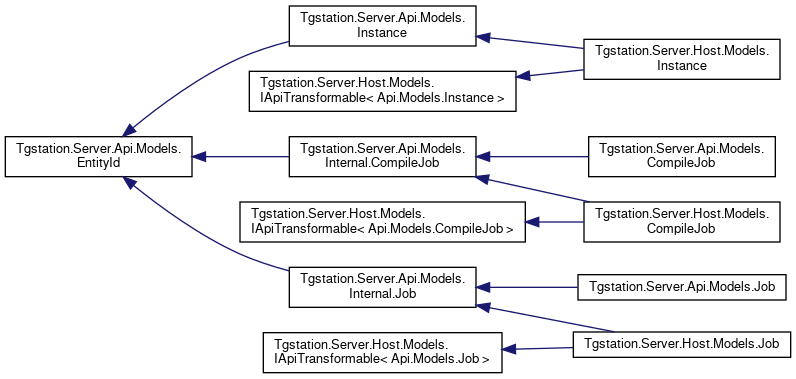 Tgstation.Server.Api.Models.
Instance
Tgstation.Server.Host.Models.
Instance
Tgstation.Server.Host.Models.
IApiTransformable< Api.Models.Instance >
Tgstation.Server.Api.Models.
EntityId
Tgstation.Server.Api.Models.
Internal.CompileJob
Tgstation.Server.Api.Models.
CompileJob
Tgstation.Server.Host.Models.
IApiTransformable< Api.Models.CompileJob >
Tgstation.Server.Host.Models.
CompileJob
Tgstation.Server.Api.Models.
Internal.Job
Tgstation.Server.Api.Models.Job
Tgstation.Server.Host.Models.
IApiTransformable< Api.Models.Job >
Tgstation.Server.Host.Models.Job